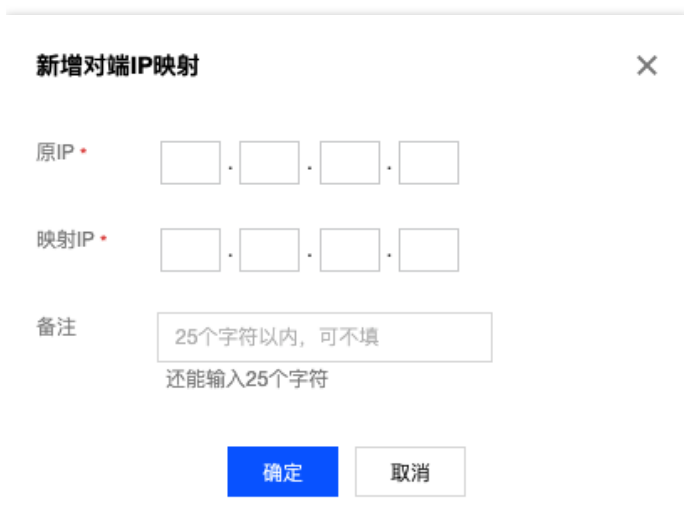 新增对端IP映射
原IP *
. . .
映射IP *
. . .
备注
25个字符以内，可不填
还能输入25个字符
确定 取消